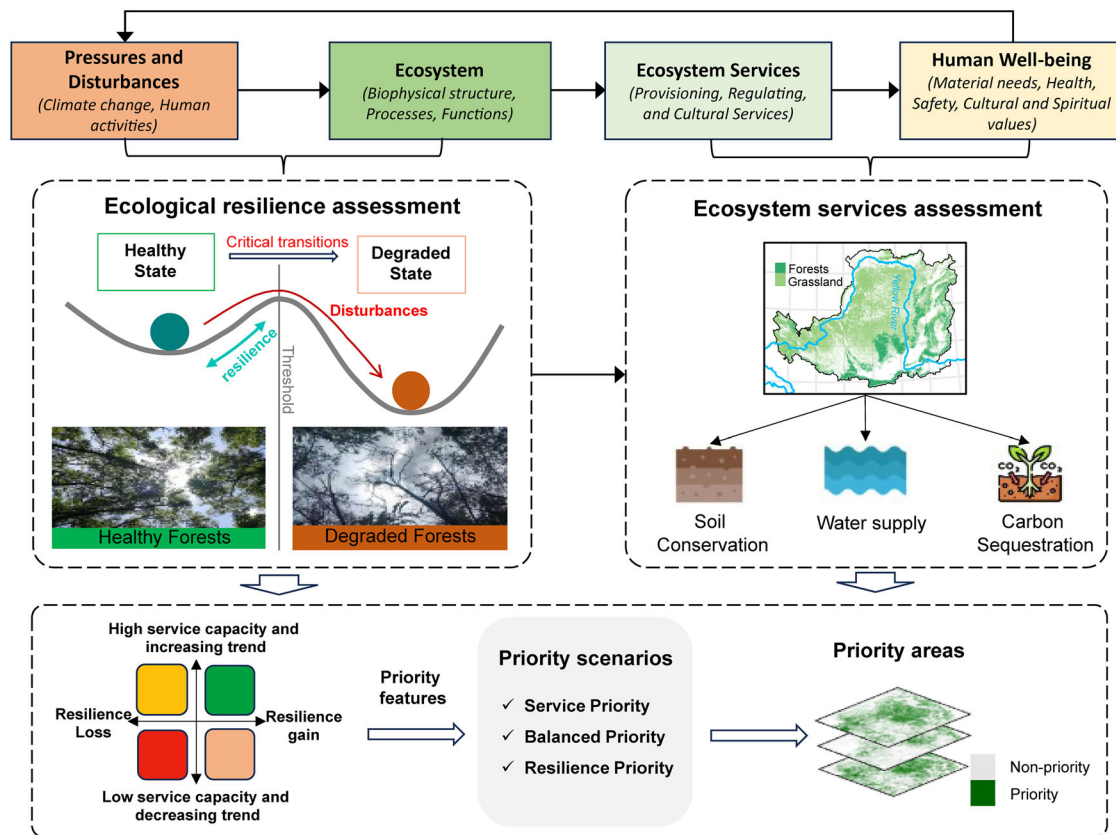 Pressures and
Disturbances
(Climate change, Human
activities)
Ecosystem
(Biophysical structure,
Processes, Functions)
Ecosystem Services
(Provisioning, Regulating,
and Cultural Services)
Human Well-being
(Material needs, Health,
Safety, Cultural and Spiritual
values)
Ecological resilience assessment
Healthy
State
Critical transitions
Degraded
State
Disturbances
resilience
Threshold
Healthy Forests
Degraded Forests
Ecosystem services assessment
Forests
Grassland
Yellow River
Soil
Conservation
Water supply
CO₂
CO₂
Carbon
Sequestration
High service capacity and
increasing trend
Resilience
Loss
Resilience
gain
Low service capacity and
decreasing trend
Priority
features
Priority scenarios
✓ Service Priority
✓ Balanced Priority
✓ Resilience Priority
Priority areas
Non-priority
Priority